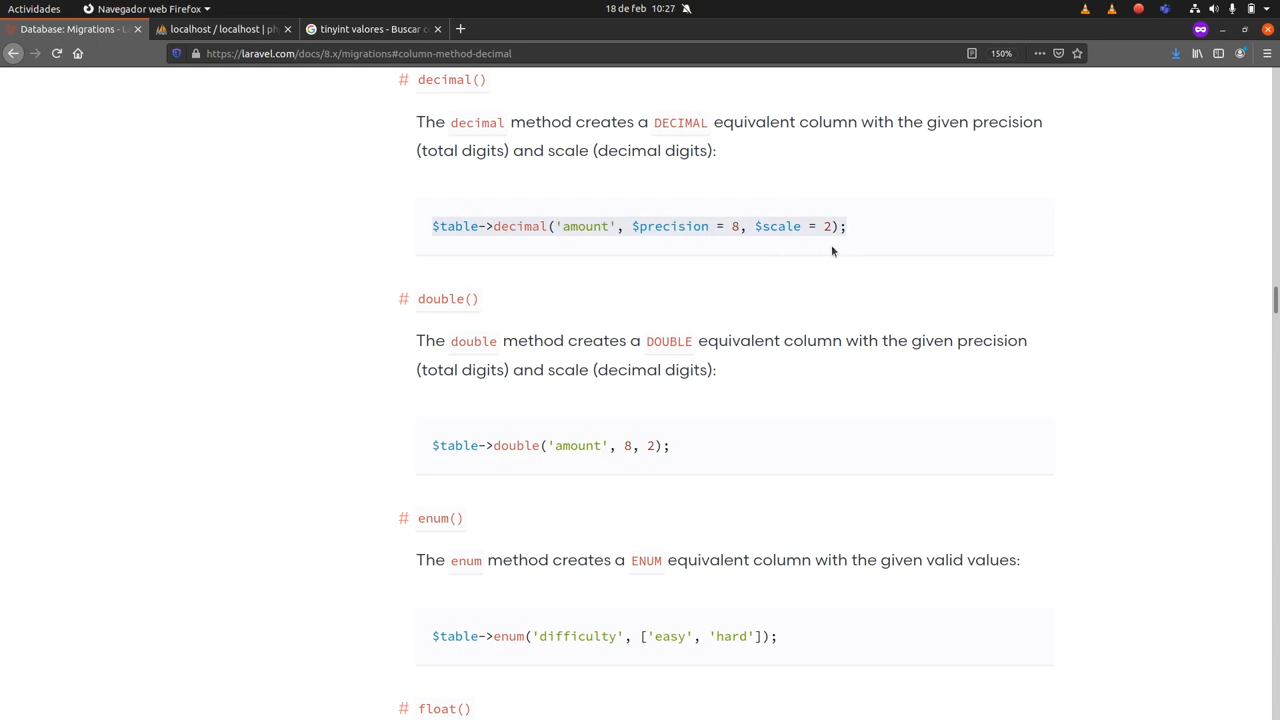 Actividades
Navegador web Firefox
18 de feb 10:27
Database: Migrations - L
localhost / localhost | ph
tinyint valores - Buscar c
https://laravel.com/docs/8.x/migrations#column-method-decimal
150%
# decimal()
The decimal method creates a DECIMAL equivalent column with the given precision
(total digits) and scale (decimal digits):
$table->decimal('amount', $precision = 8, $scale = 2);
# double()
The double method creates a DOUBLE equivalent column with the given precision
(total digits) and scale (decimal digits):
$table->double('amount', 8, 2);
# enum()
The enum method creates a ENUM equivalent column with the given valid values:
$table->enum('difficulty', ['easy', 'hard']);
# float()